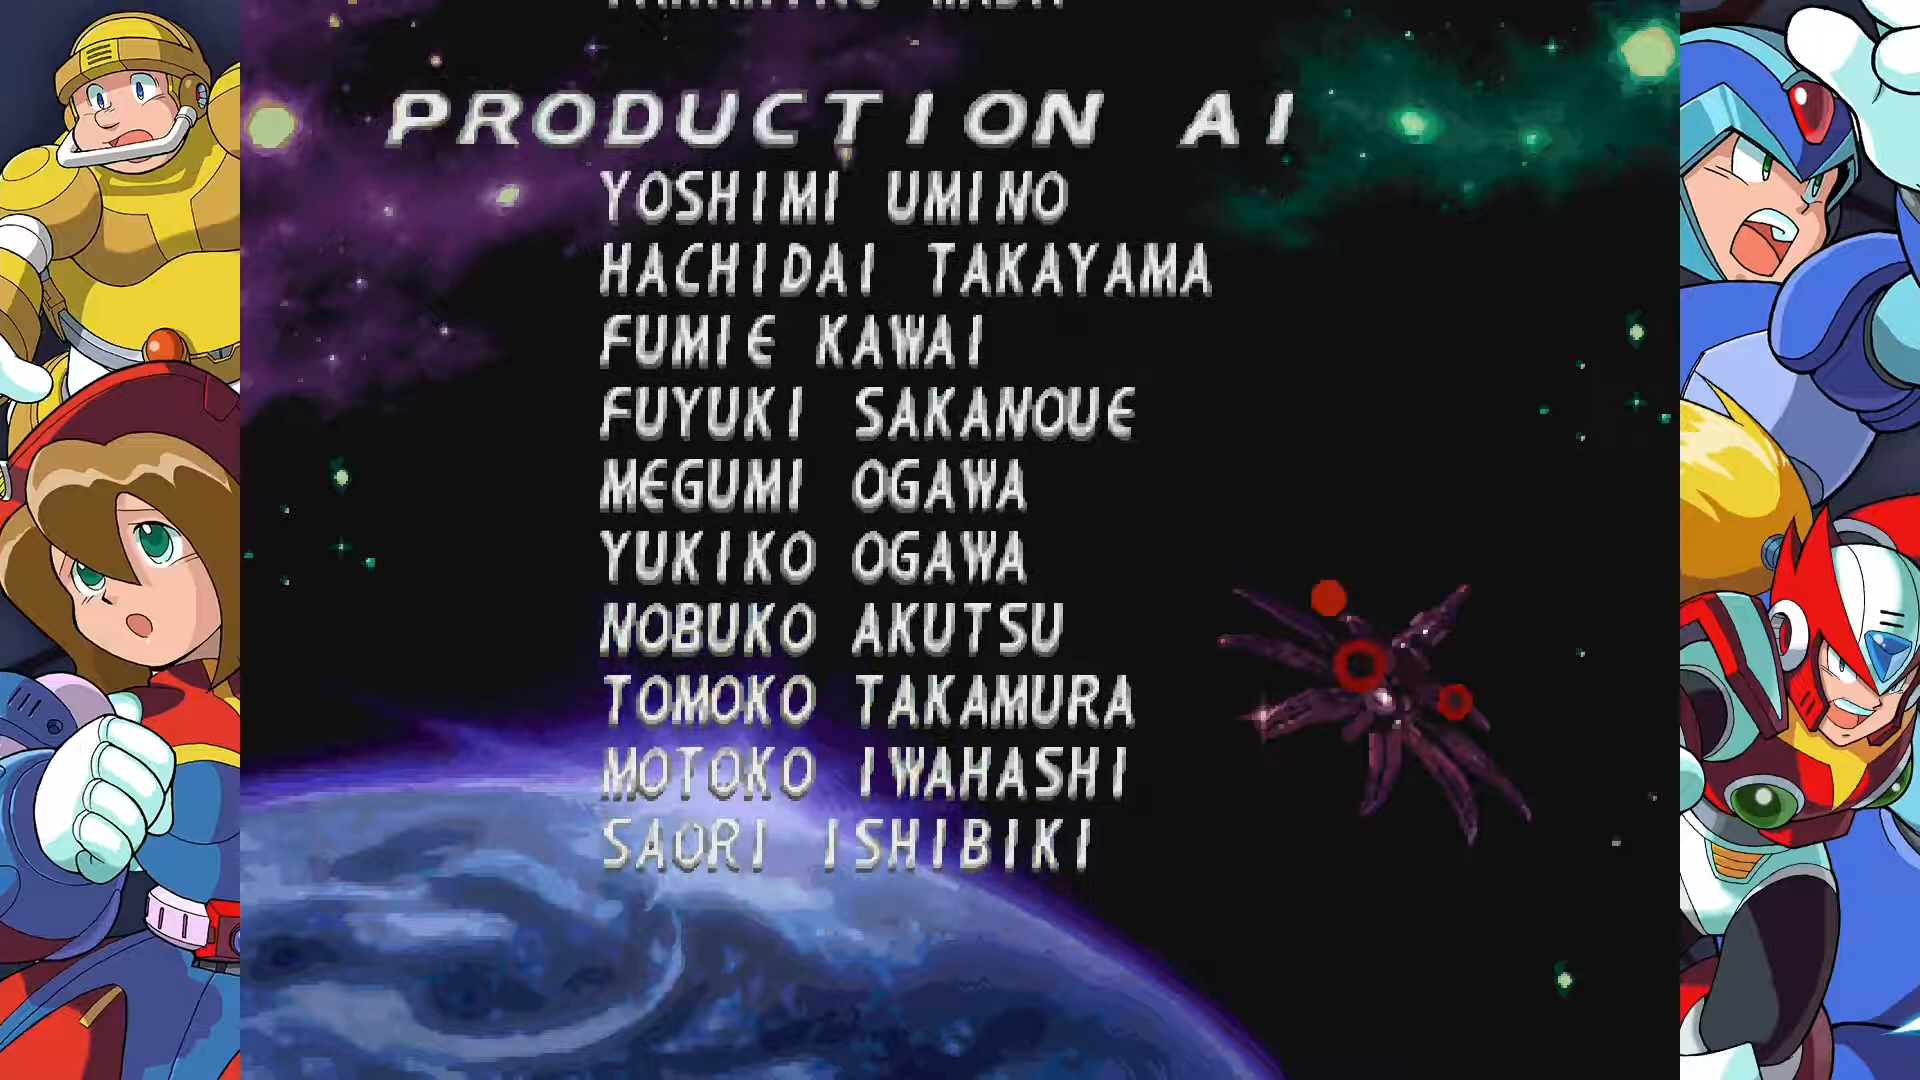 PRODUCTION AI
YOSHIMI UMINO
HACHIDAI TAKAYAMA
FUMIE KAWAI
FUYUKI SAKANOUE
MEGUMI OGAWA
YUKIKO OGAWA
NOBUKO AKUTSU
TOMOKO TAKAMURA
MOTOKO IWAHASHI
SAORI ISHIBIKI